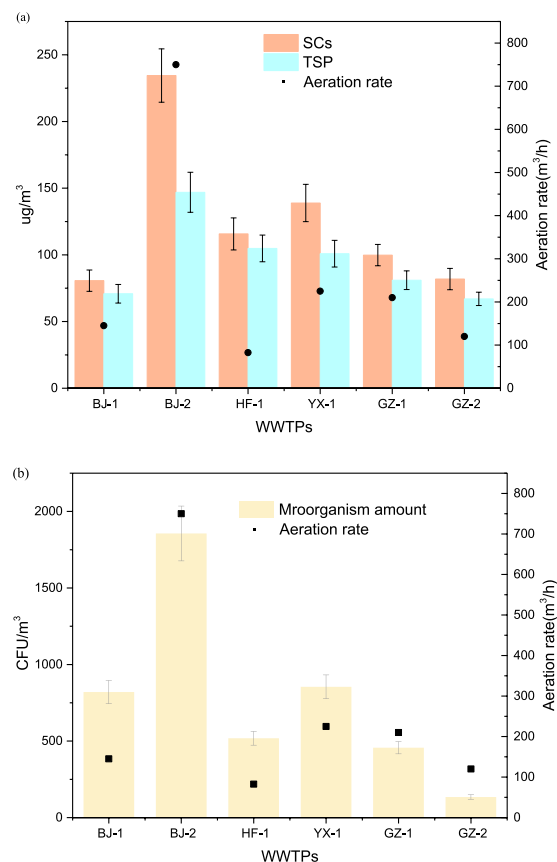 (a)
SCs
TSP
Aeration rate
250
200
150
100
50
0
ug/m³
800
700
600
500
400
300
200
100
0
Aeration rate(m³/h)
BJ-1 BJ-2 HF-1 YX-1 GZ-1 GZ-2
WWTPs
(b)
Mroorganism amount
Aeration rate
2000
1500
1000
500
0
CFU/m³
800
700
600
500
400
300
200
100
0
Aeration rate(m³/h)
BJ-1 BJ-2 HF-1 YX-1 GZ-1 GZ-2
WWTPs